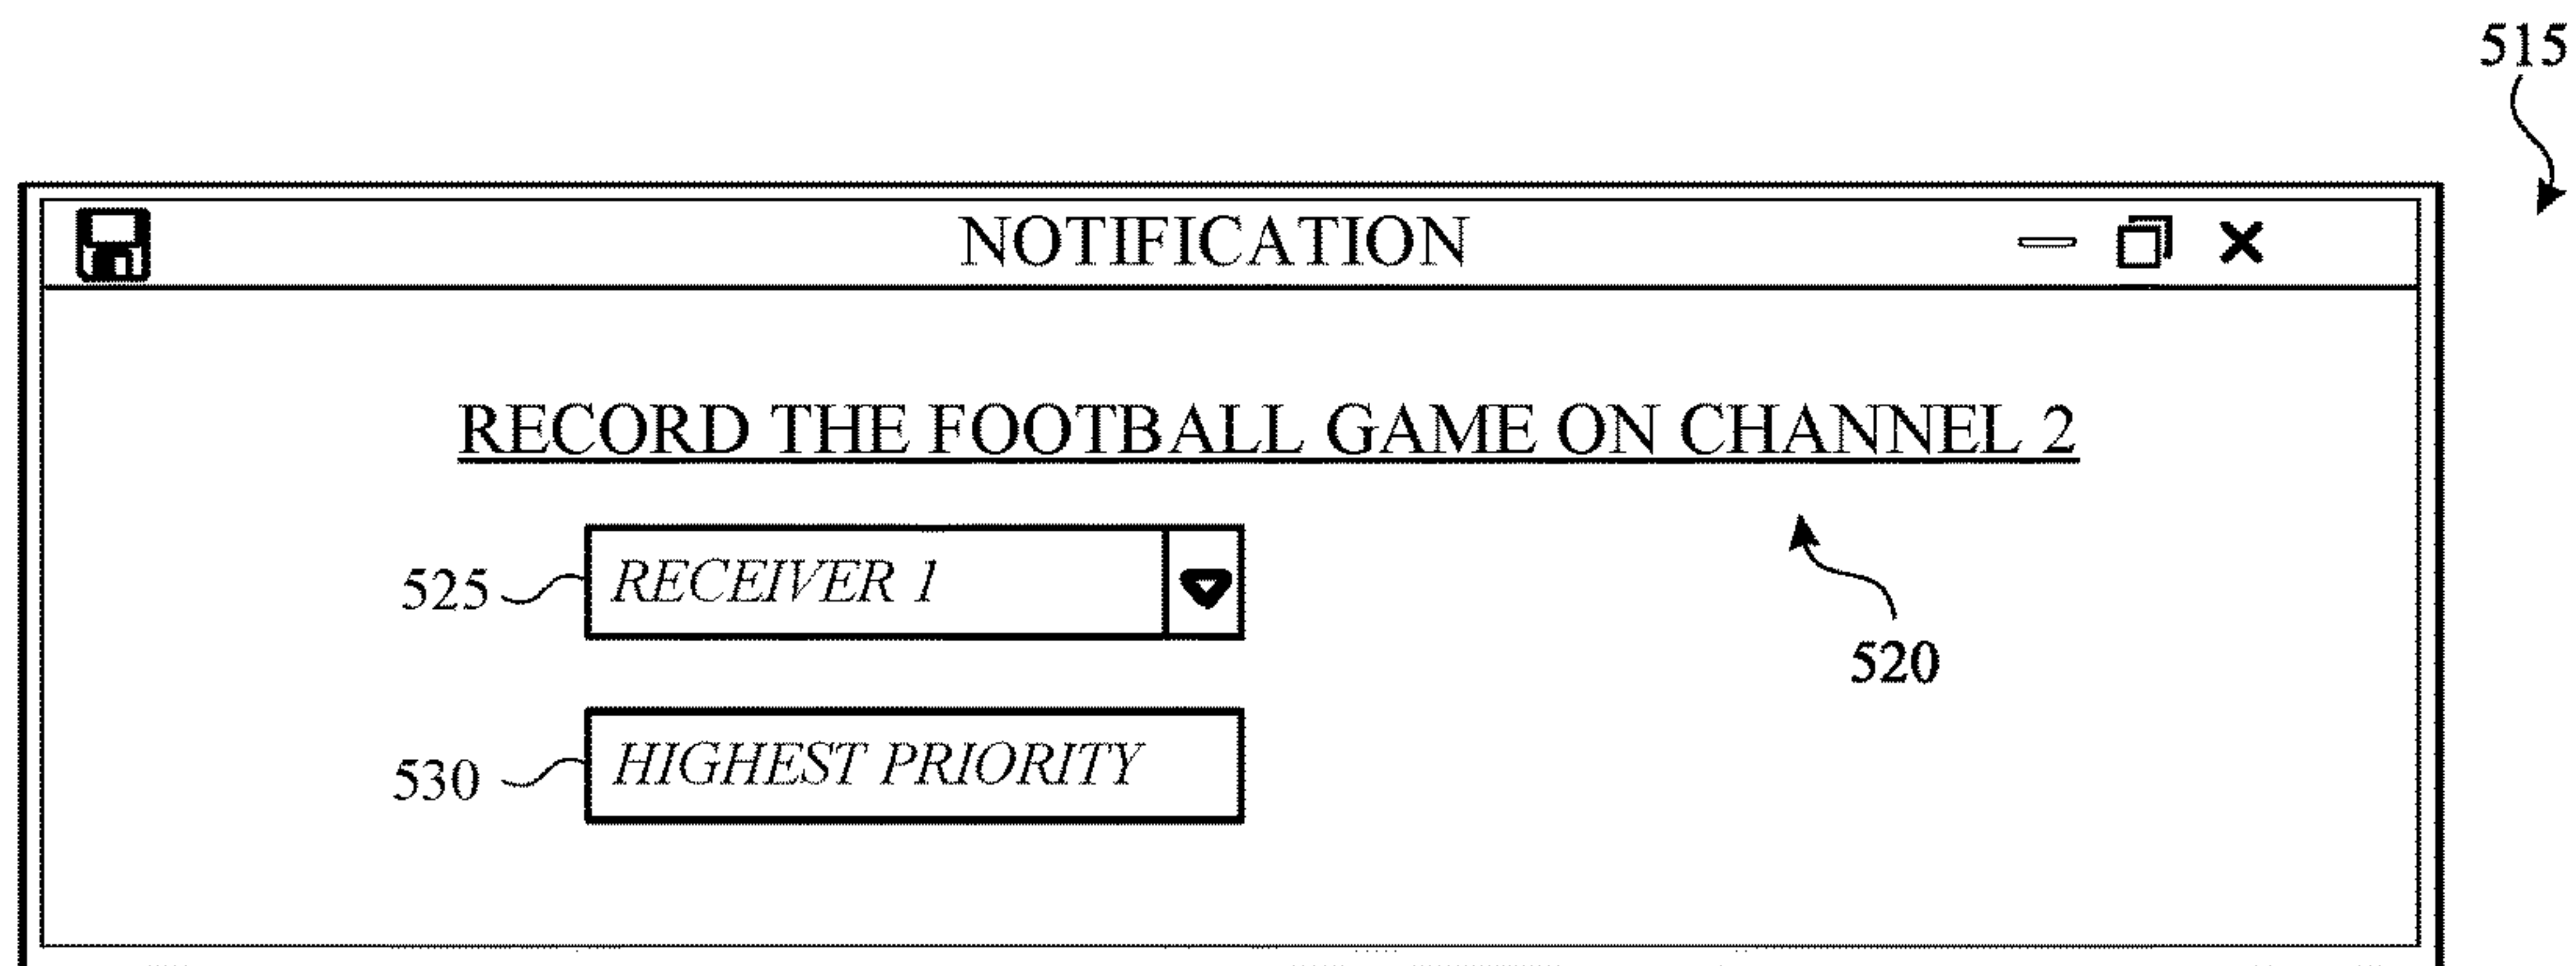 515
NOTIFICATION
RECORD THE FOOTBALL GAME ON CHANNEL 2
525 RECEIVER 1
520
530 HIGHEST PRIORITY